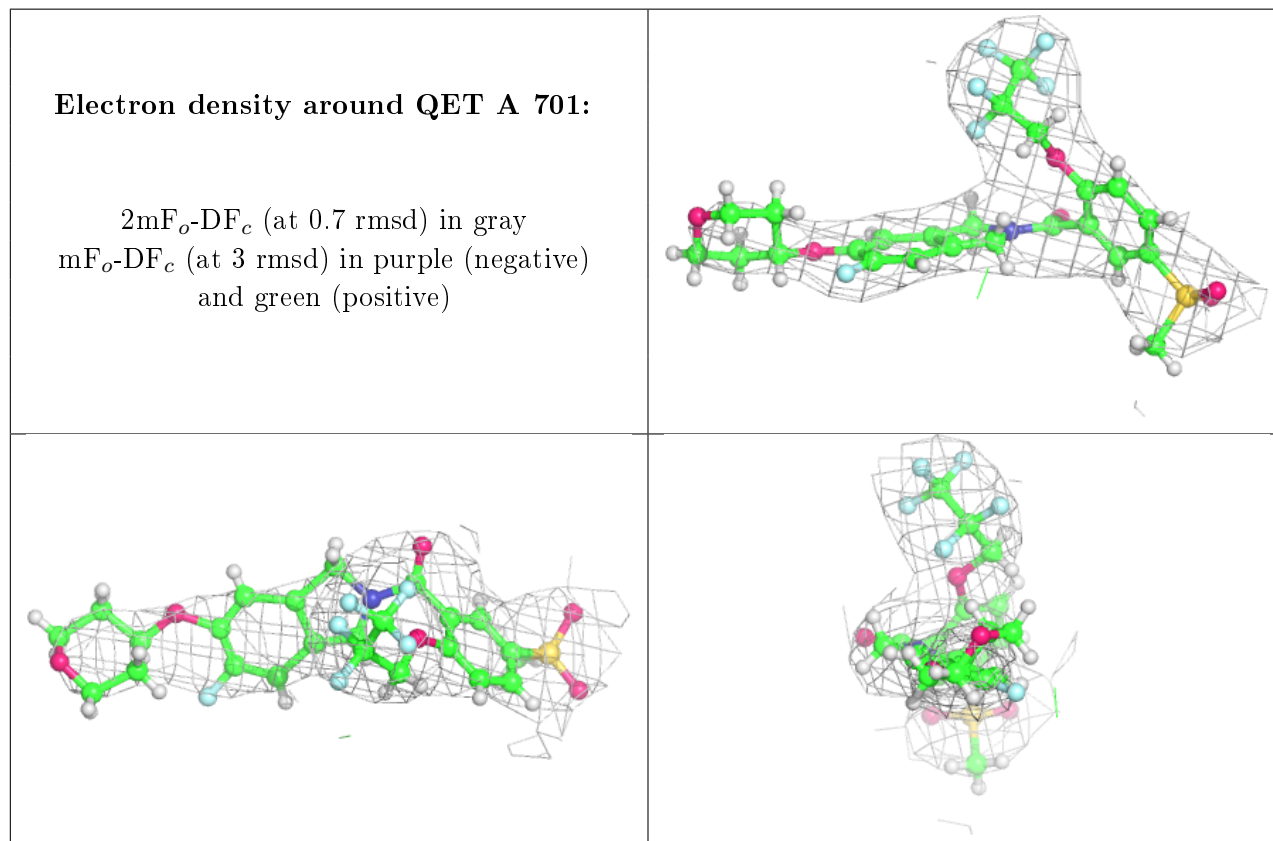 Electron density around QET A 701:
2mFo-DFc (at 0.7 rmsd) in gray
mFo-DFc (at 3 rmsd) in purple (negative)
and green (positive)